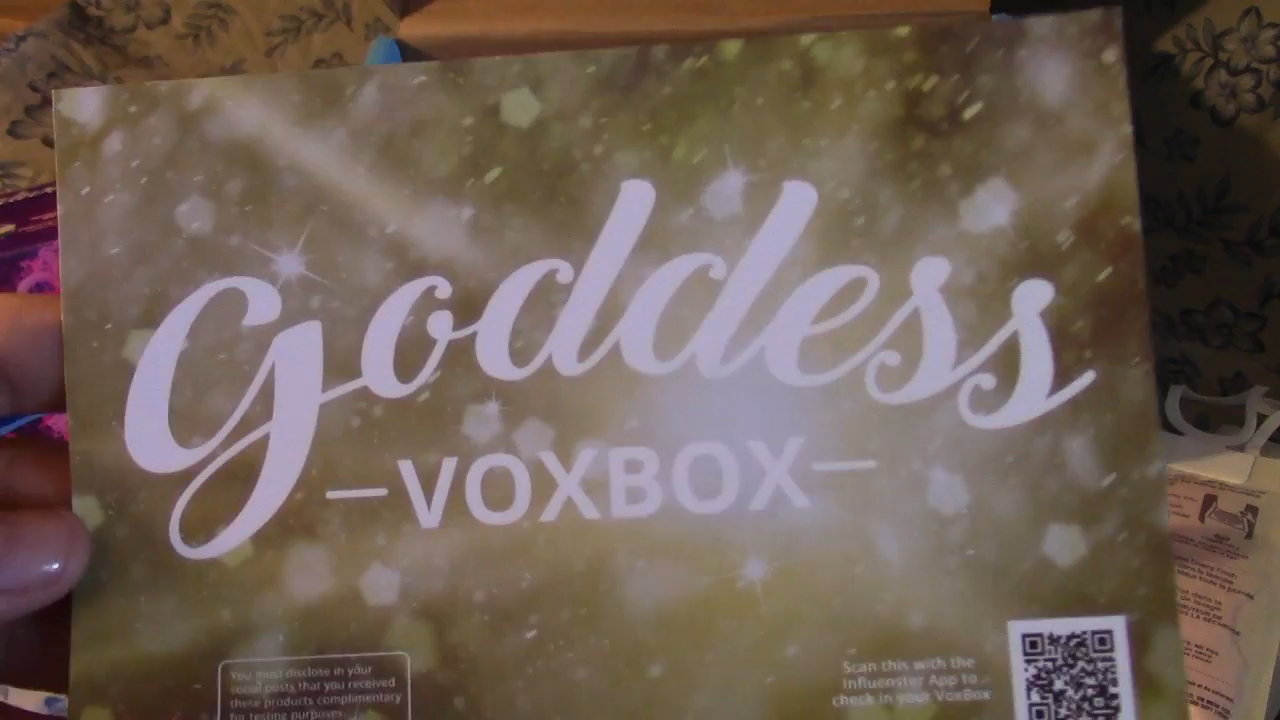 Goddess
—VOXBOX—
You must disclose in your
social posts that you received
these products complimentary
for testing purposes.
Scan this with the
Influenster App to
check in your VoxBox